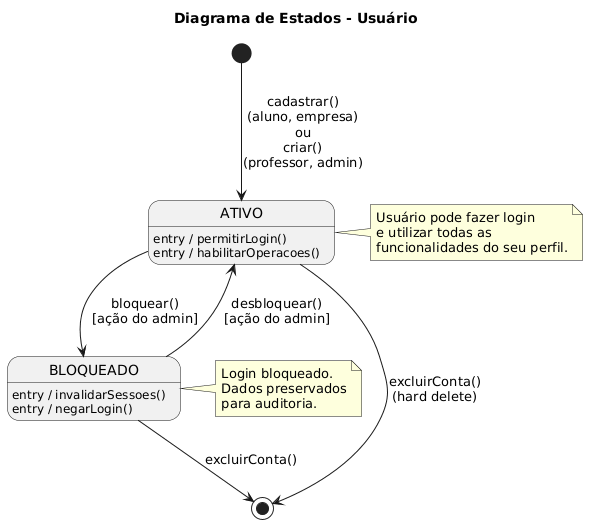 Diagrama de Estados - Usuário
cadastrar()
(aluno, empresa)
ou
criar()
(professor, admin)
ATIVO
entry / permitirLogin()
entry / habilitarOperacoes()
Usuário pode fazer login
e utilizar todas as
funcionalidades do seu perfil.
bloquear()
[ação do admin]
desbloquear()
[ação do admin]
BLOQUEADO
entry / invalidarSessoes()
entry / negarLogin()
Login bloqueado.
Dados preservados
para auditoria.
excluirConta()
(hard delete)
excluirConta()